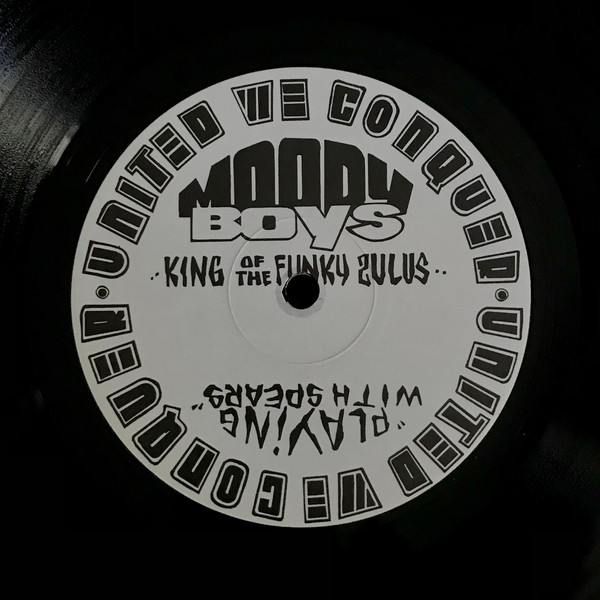 UNITED WE CONQUER • UNITED WE CONQUER •
MOODY
BOYS
··KING OF THE FUNKY ZULUS··
"PLAYiNG
WITH SPEARS"